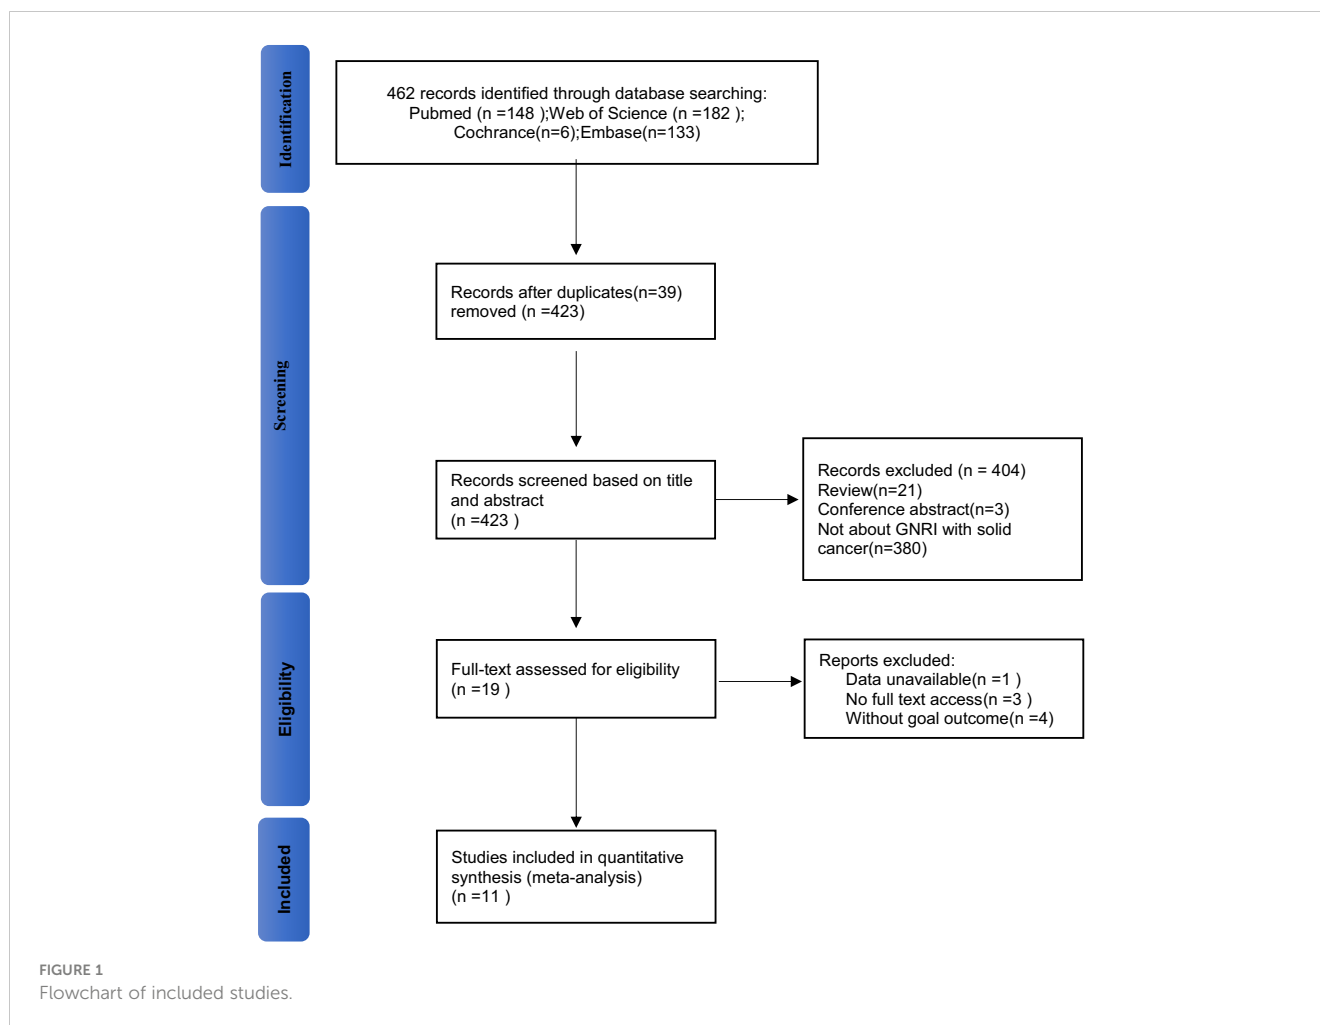 Identification
462 records identified through database searching:
Pubmed (n =148 );Web of Science (n =182 );
Cochrance(n=6);Embase(n=133)
Screening
Records after duplicates(n=39)
removed (n =423)
Records screened based on title
and abstract
(n =423 )
Records excluded (n = 404)
Review(n=21)
Conference abstract(n=3)
Not about GNRI with solid
cancer(n=380)
Eligibility
Full-text assessed for eligibility
(n =19 )
Reports excluded:
Data unavailable(n =1 )
No full text access(n =3 )
Without goal outcome(n =4)
Included
Studies included in quantitative
synthesis (meta-analysis)
(n =11 )
FIGURE 1
Flowchart of included studies.